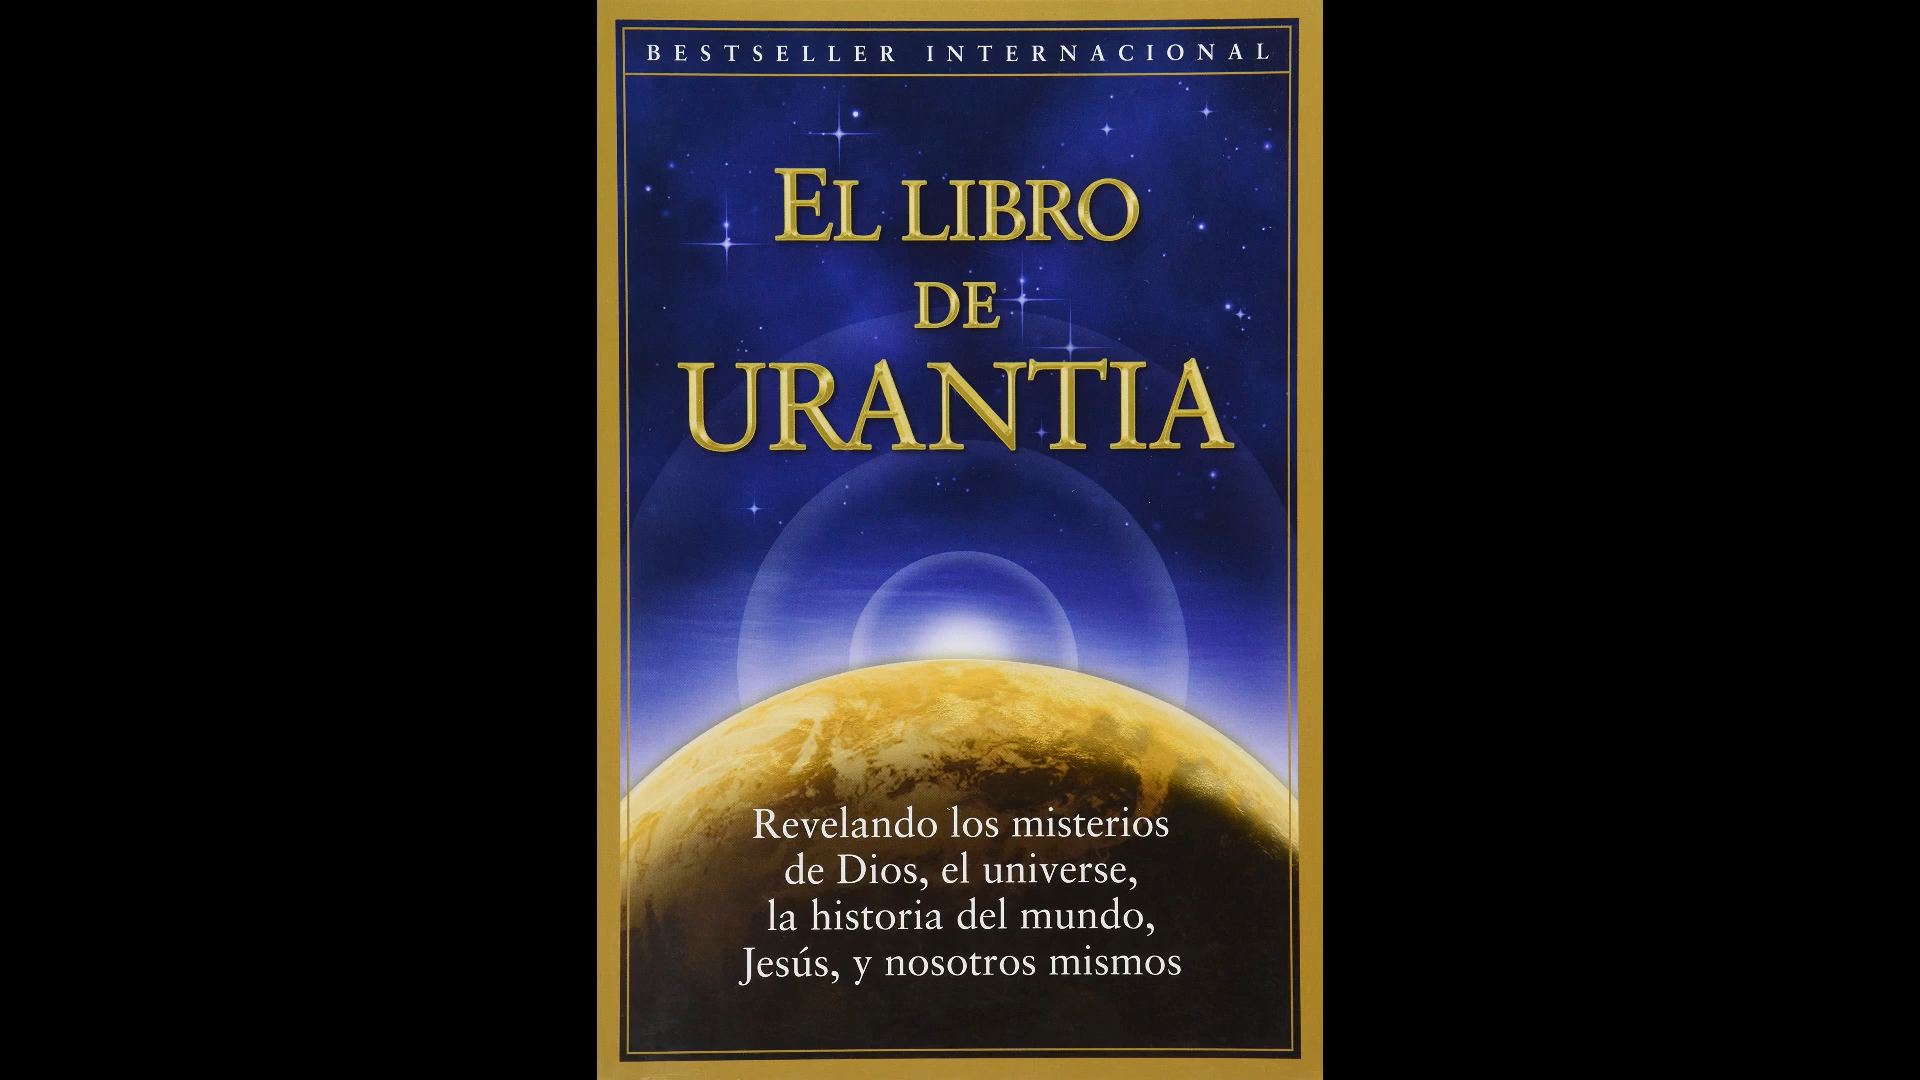 BESTSELLER INTERNACIONAL
EL LIBRO
DE
URANTIA
Revelando los misterios
de Dios, el universe,
la historia del mundo,
Jesús, y nosotros mismos